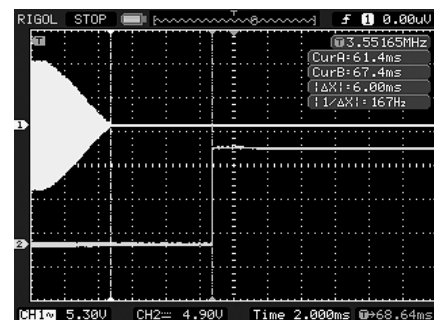 RIGOL STOP f 1 0.00uV
T 3.55165MHz
CurA=61.4ms
CurB=67.4ms
|ΔX|=6.00ms
|1/ΔX|=167Hz
1
2
CH1~ 5.30V CH2= 4.90V Time 2.000ms T→68.64ms